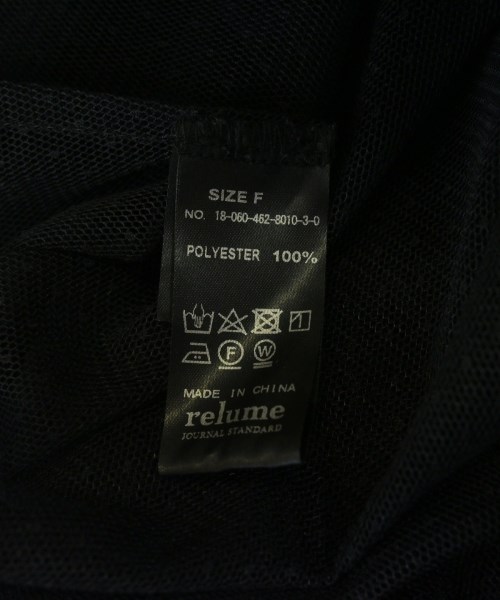 SIZE F
NO. 18-060-462-8010-3-0
POLYESTER 100%
F W
MADE IN CHINA
relume
JOURNAL STANDARD